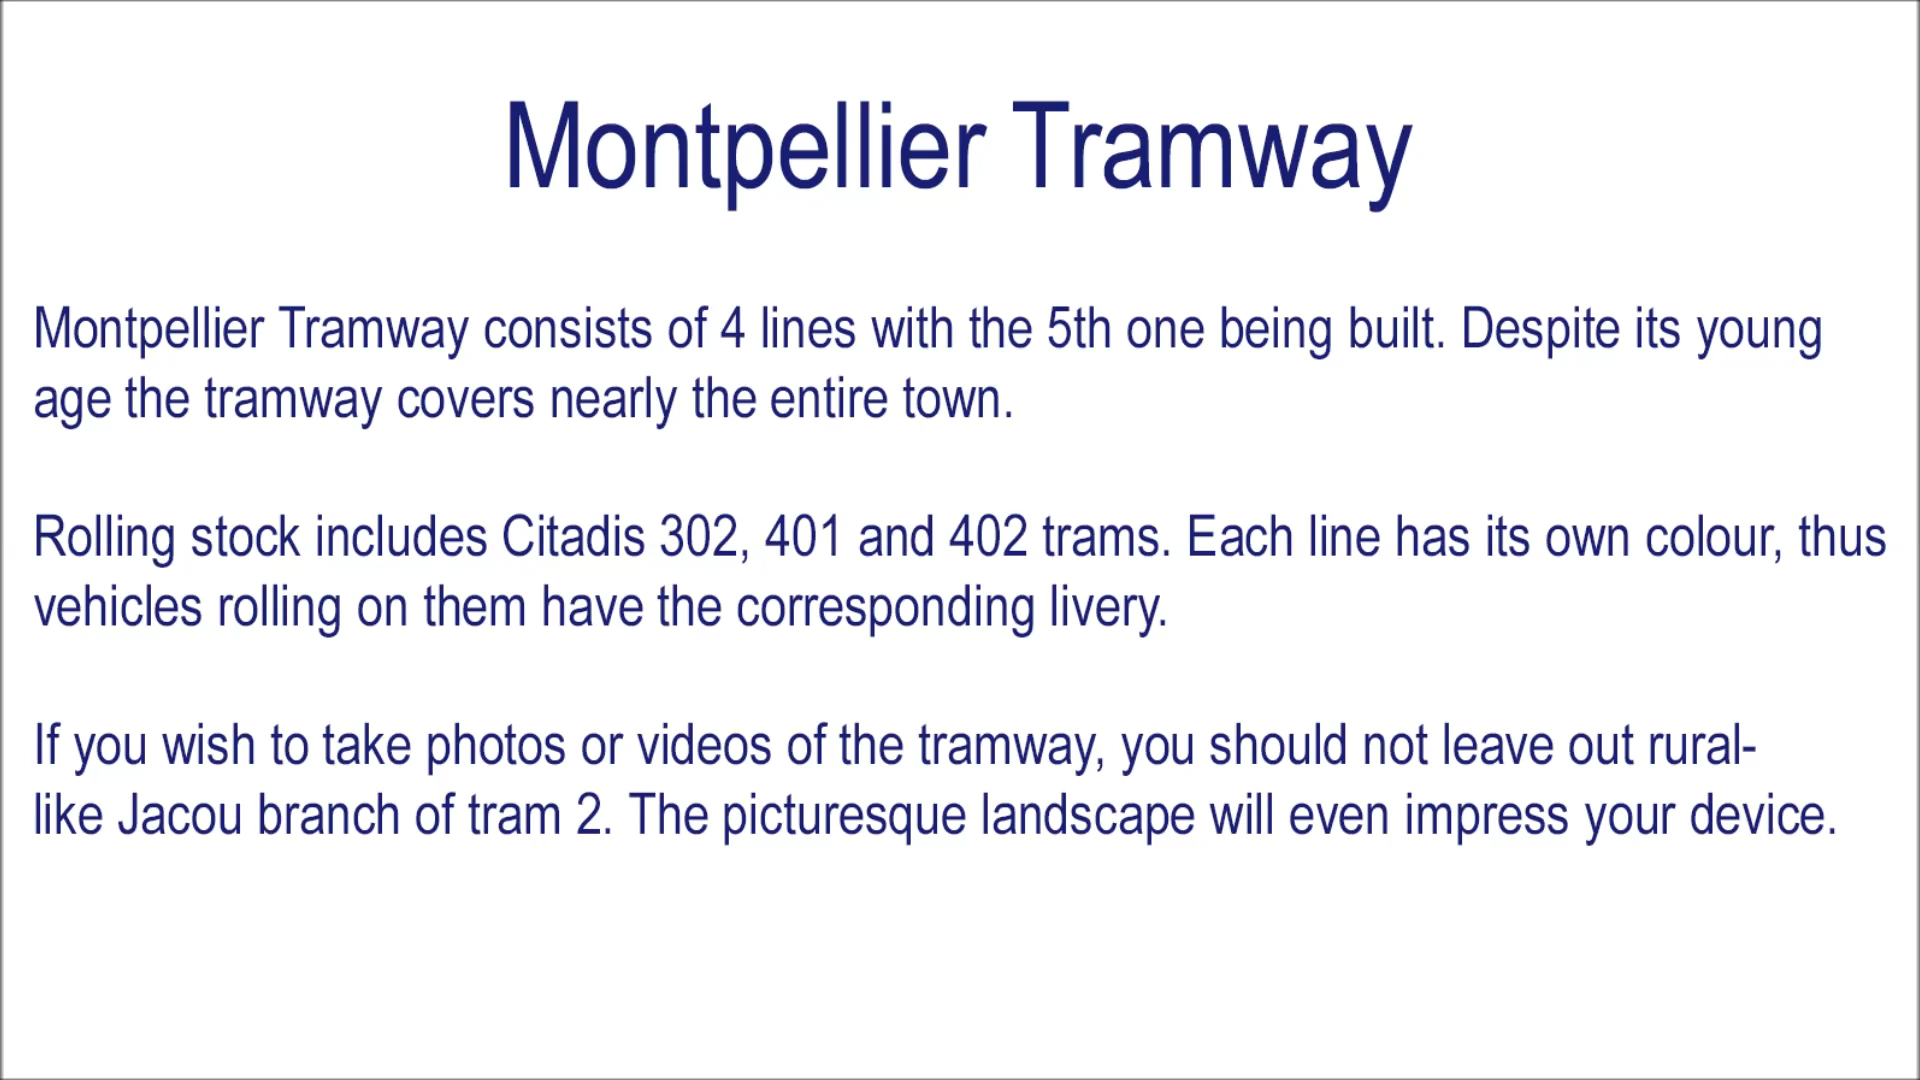 Montpellier Tramway
Montpellier Tramway consists of 4 lines with the 5th one being built. Despite its young
age the tramway covers nearly the entire town.
Rolling stock includes Citadis 302, 401 and 402 trams. Each line has its own colour, thus
vehicles rolling on them have the corresponding livery.
If you wish to take photos or videos of the tramway, you should not leave out rural-
like Jacou branch of tram 2. The picturesque landscape will even impress your device.